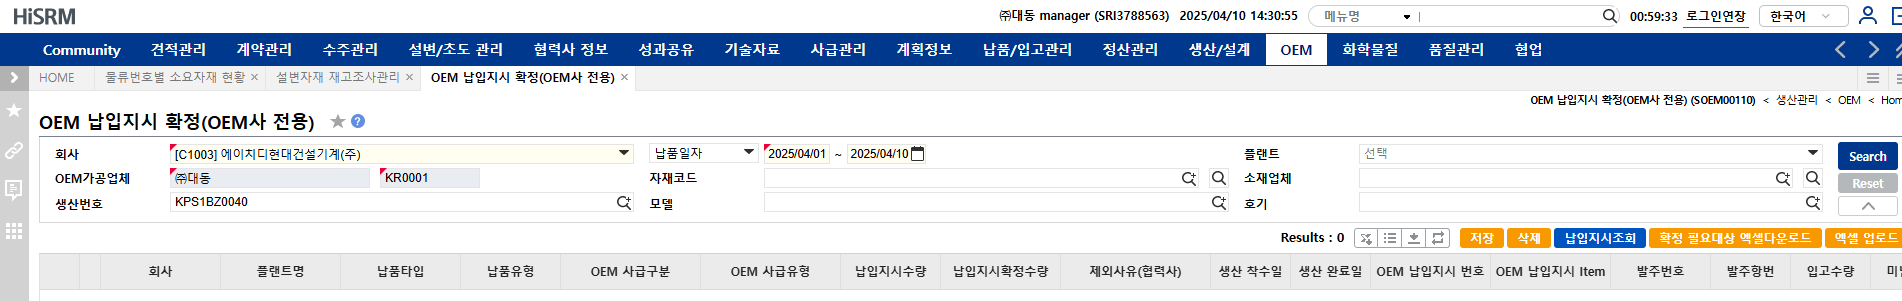 HiSRM ㈜대동 manager (SRI3788563) 2025/04/10 14:30:55 메뉴명 00:59:33 로그인연장 한국어
Community 견적관리 계약관리 수주관리 설변/초도 관리 협력사 정보 성과공유 기술자료 사급관리 계획정보 납품/입고관리 정산관리 생산/설계 OEM 화학물질 품질관리 협업
HOME 물류번호별 소요자재 현황 × 설변자재 재고조사관리 × OEM 납입지시 확정(OEM사 전용) ×
OEM 납입지시 확정(OEM사 전용) (SOEM00110) < 생산관리 < OEM < Hom
OEM 납입지시 확정(OEM사 전용) ?
회사 [C1003] 에이치디현대건설기계(주) 납품일자 2025/04/01 ~ 2025/04/10 플랜트 선택 Search
OEM가공업체 ㈜대동 KR0001 자재코드 소재업체 Reset
생산번호 KPS1BZ0040 모델 호기
Results : 0 저장 삭제 납입지시조회 확정 필요대상 엑셀다운로드 엑셀 업로드
회사 플랜트명 납품타입 납품유형 OEM 사급구분 OEM 사급유형 납입지시수량 납입지시확정수량 제외사유(협력사) 생산 착수일 생산 완료일 OEM 납입지시 번호 OEM 납입지시 Item 발주번호 발주항번 입고수량